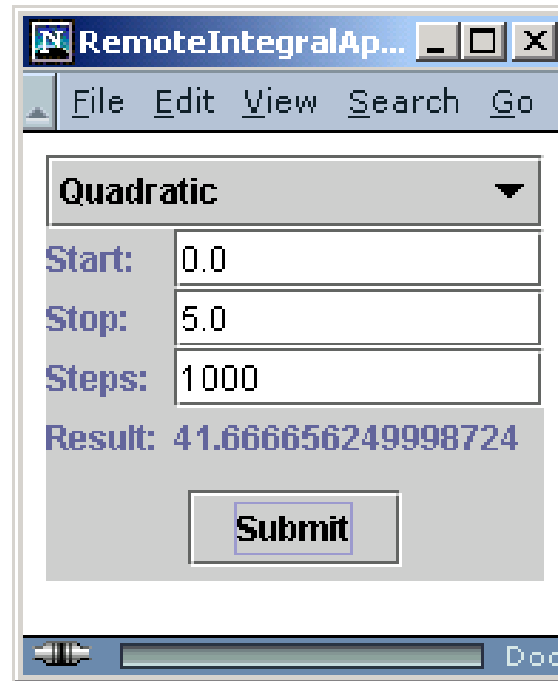 RemoteIntegralAp...
File Edit View Search Go
Quadratic
Start: 0.0
Stop: 5.0
Steps: 1000
Result: 41.666656249998724
Submit
Doc